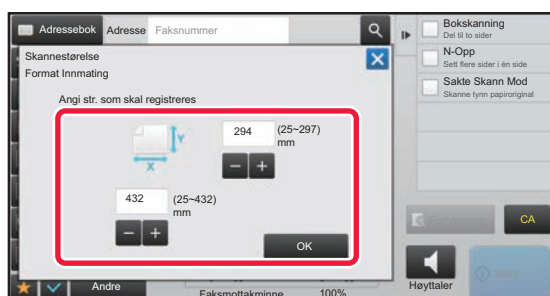 Adressebok Adresse Faksnummer
Bokskanning
Del til to sider
N-Opp
Sett flere sider i én side
Sakte Skann Mod
Skanne tynn papiroriginal
Skannestørelse
Format Innmating
Angi str. som skal registreres
Y
X
294 (25~297)
mm
432 (25~432)
mm
OK
CA
Start
Høyttaler
Andre
Faksmottakminne 100%